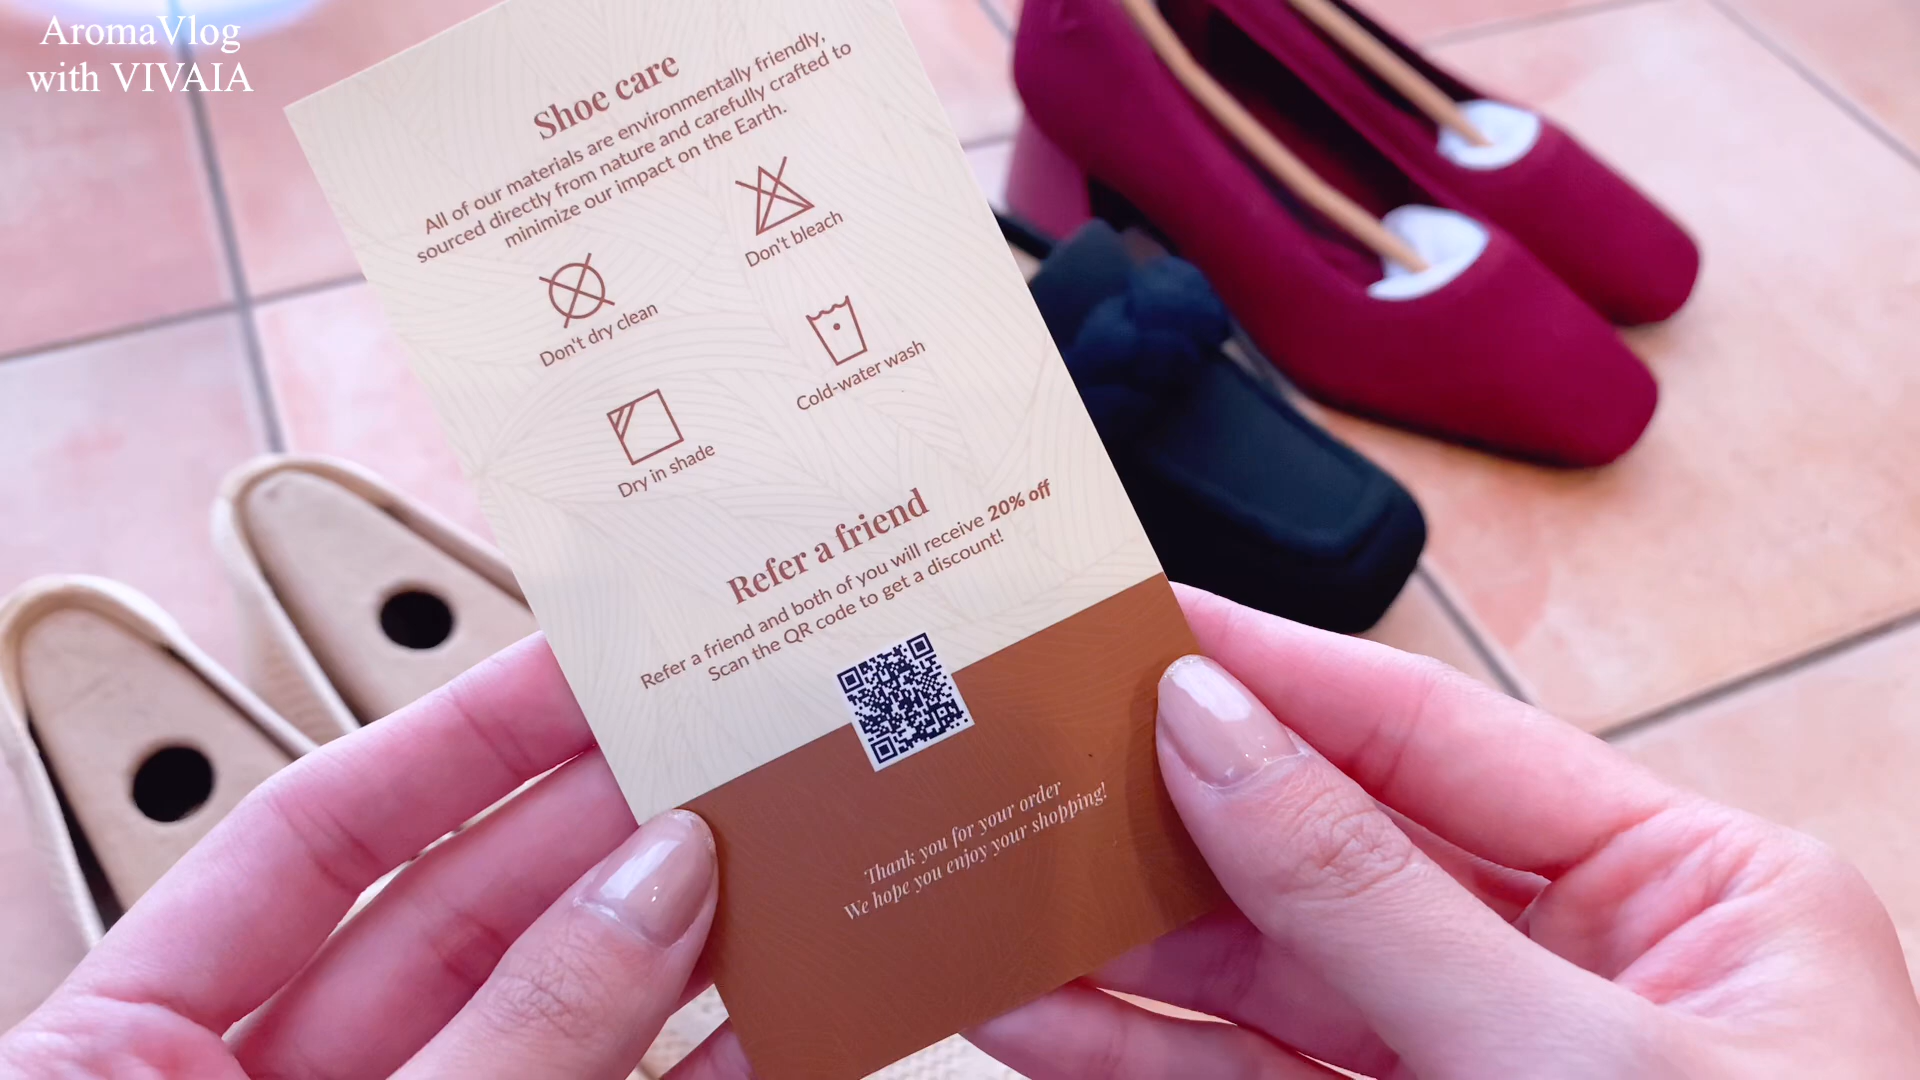 AromaVlog
with VIVAIA
Shoe care
All of our materials are environmentally friendly,
sourced directly from nature and carefully crafted to
minimize our impact on the Earth.
Don't bleach
Don't dry clean
Cold-water wash
Dry in shade
Refer a friend
Refer a friend and both of you will receive 20% off
Scan the QR code to get a discount!
Thank you for your order
We hope you enjoy your shopping!